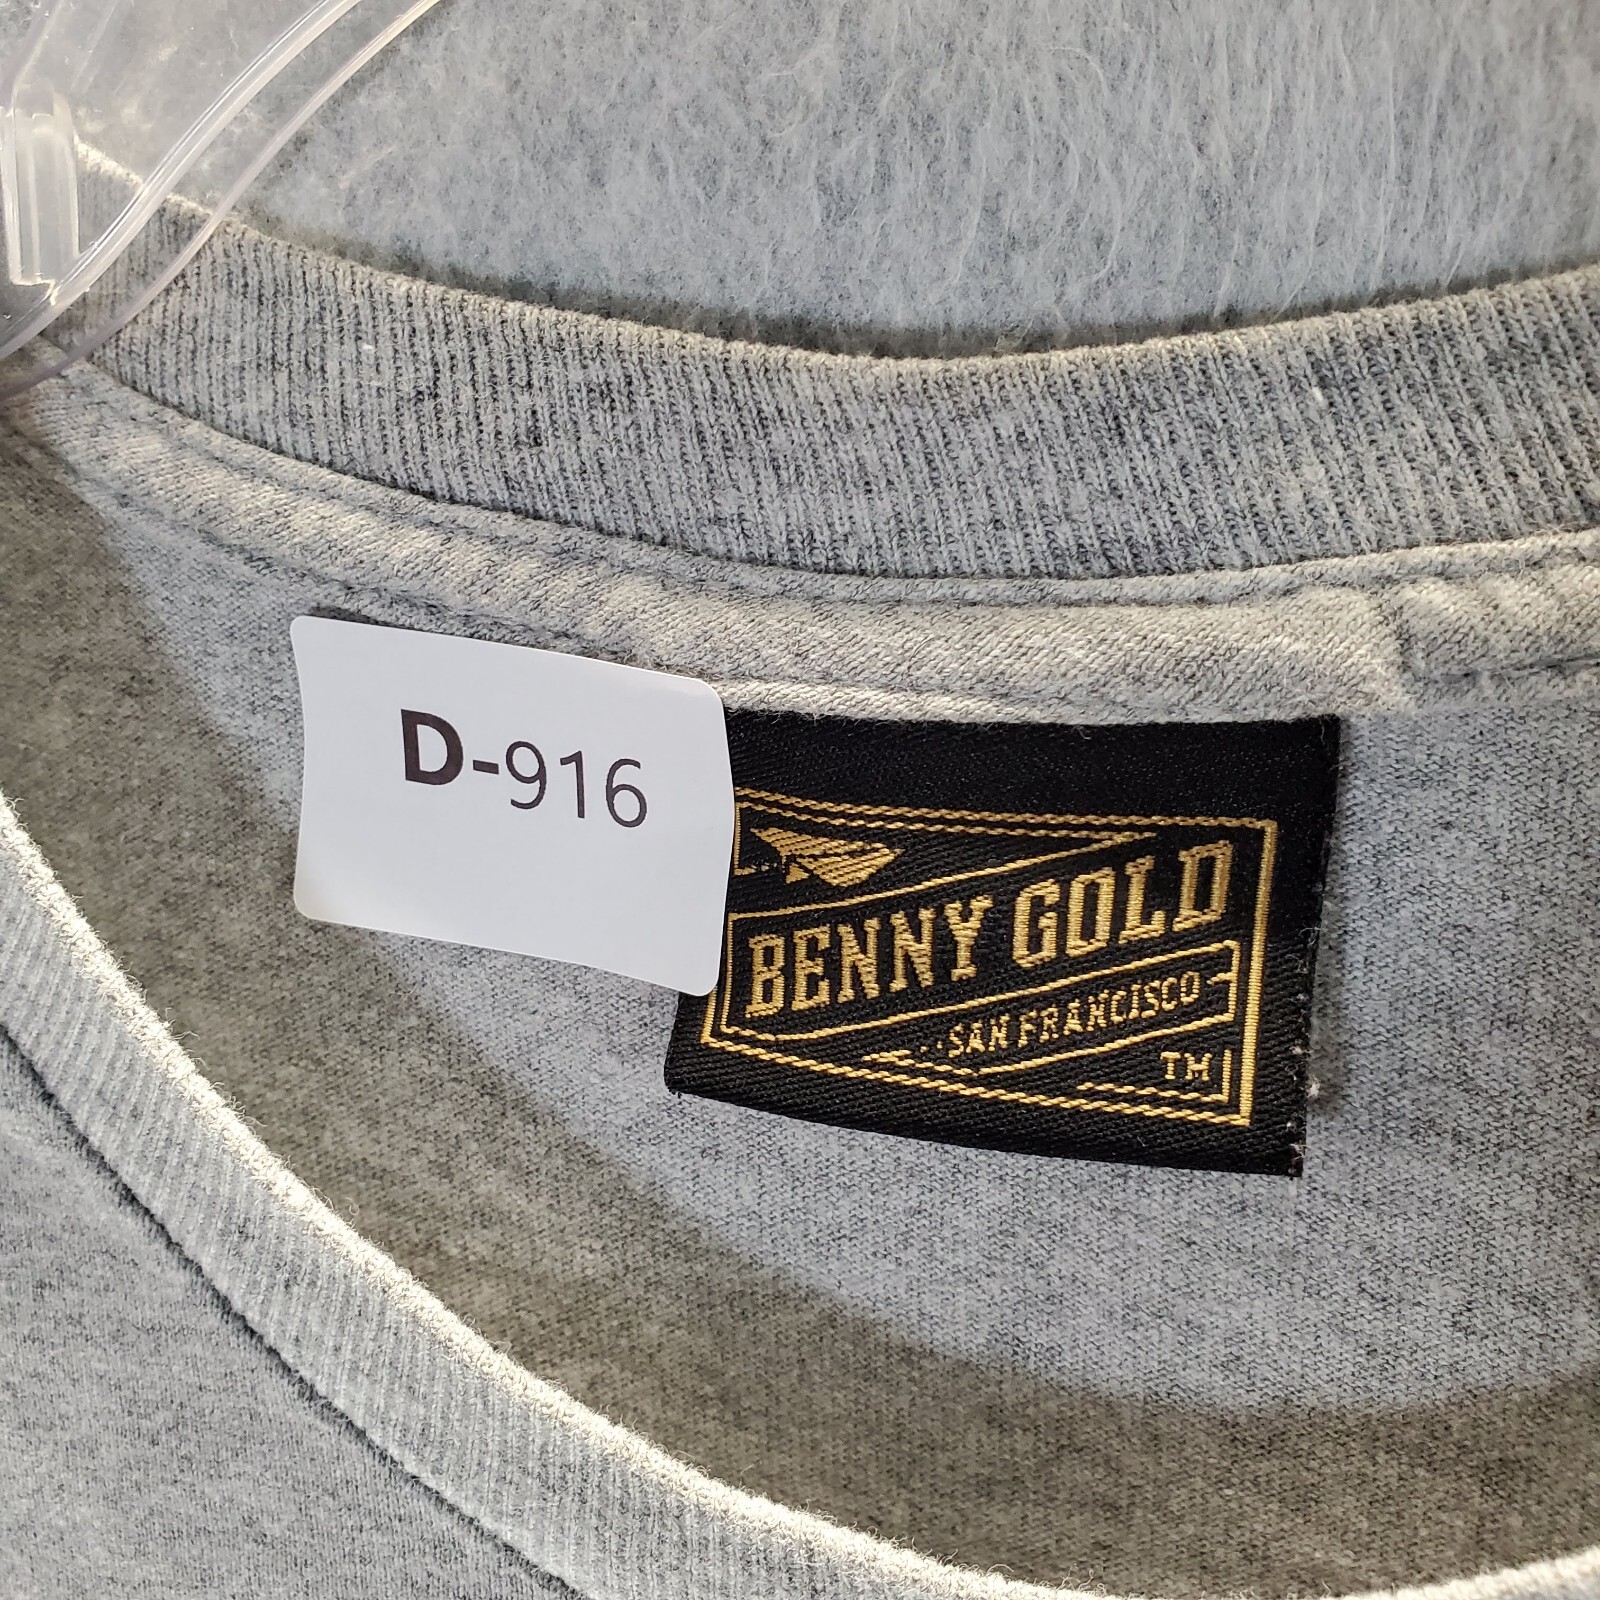 D-916
BENNY GOLD
SAN FRANCISCO
TM